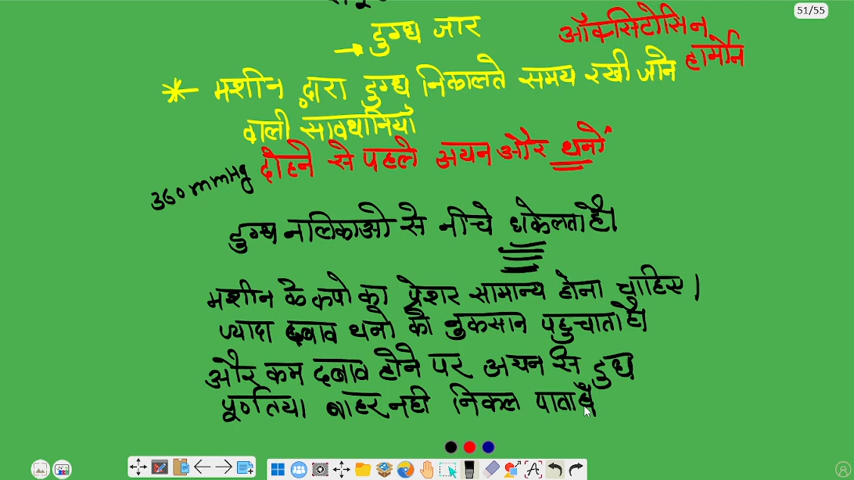 51/55
→ दुग्ध जार
ऑक्सिटोसिन
हार्मोन
* मशीन द्वारा दुग्ध निकालते समय रखी जाने
वाली सावधानियाँ
दोहने से पहले अयन और थनों
360 mmHg
दुग्ध नलिकाओ से नीचे धकेलता है।
मशीन के कपो का प्रेशर सामान्य होना चाहिए।
ज्यादा दबाव थनो को नुकसान पहुचाता है।
और कम दबाव होने पर अयन से दुग्ध
पूर्णतिया बाहर नही निकल पाता है